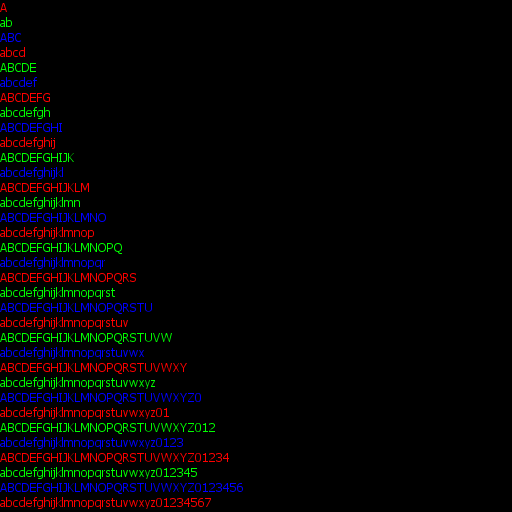 A
ab
ABC
abcd
ABCDE
abcdef
ABCDEFG
abcdefgh
ABCDEFGHI
abcdefghij
ABCDEFGHIJK
abcdefghijkl
ABCDEFGHIJKLM
abcdefghijklmn
ABCDEFGHIJKLMNO
abcdefghijklmnop
ABCDEFGHIJKLMNOPQ
abcdefghijklmnopqr
ABCDEFGHIJKLMNOPQRS
abcdefghijklmnopqrst
ABCDEFGHIJKLMNOPQRSTU
abcdefghijklmnopqrstuv
ABCDEFGHIJKLMNOPQRSTUVW
abcdefghijklmnopqrstuvwx
ABCDEFGHIJKLMNOPQRSTUVWXY
abcdefghijklmnopqrstuvwxyz
ABCDEFGHIJKLMNOPQRSTUVWXYZ0
abcdefghijklmnopqrstuvwxyz01
ABCDEFGHIJKLMNOPQRSTUVWXYZ012
abcdefghijklmnopqrstuvwxyz0123
ABCDEFGHIJKLMNOPQRSTUVWXYZ01234
abcdefghijklmnopqrstuvwxyz012345
ABCDEFGHIJKLMNOPQRSTUVWXYZ0123456
abcdefghijklmnopqrstuvwxyz01234567